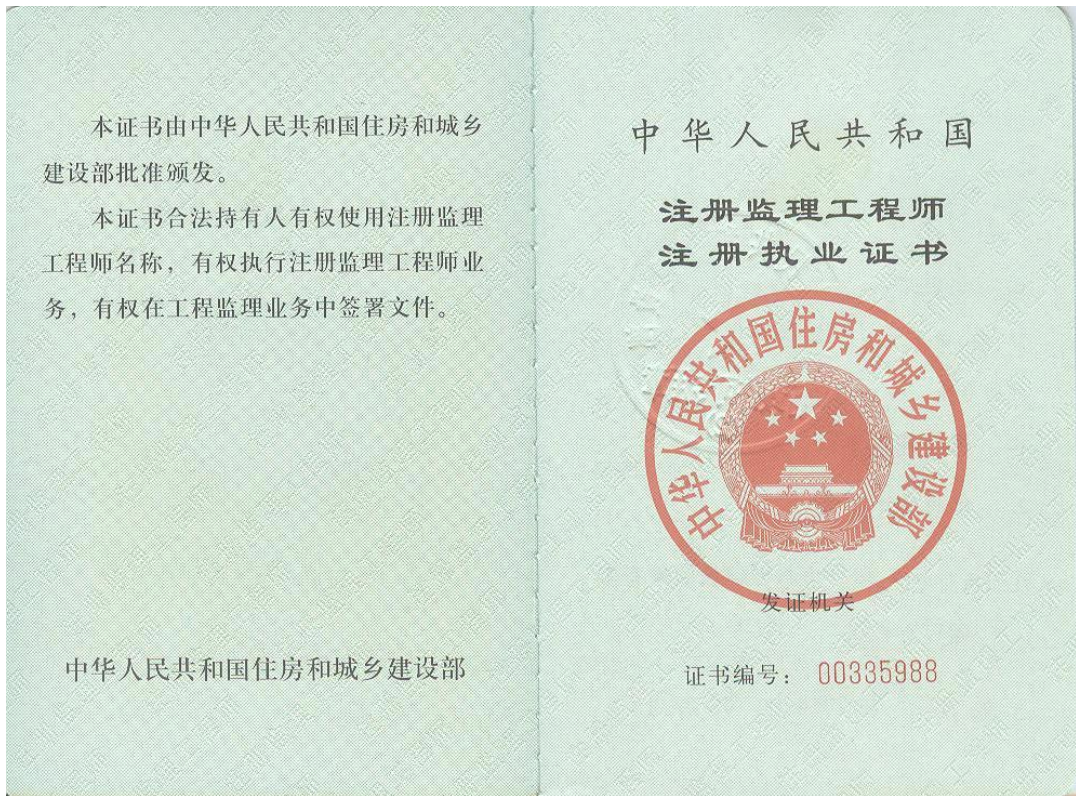 本证书由中华人民共和国住房和城乡
建设部批准颁发。
本证书合法持有人有权使用注册监理
工程师名称，有权执行注册监理工程师业
务，有权在工程监理业务中签署文件。
中华人民共和国住房和城乡建设部
中华人民共和国
注册监理工程师
注册执业证书
中华人民共和国住房和城乡建设部
发证机关
证书编号： 00335988